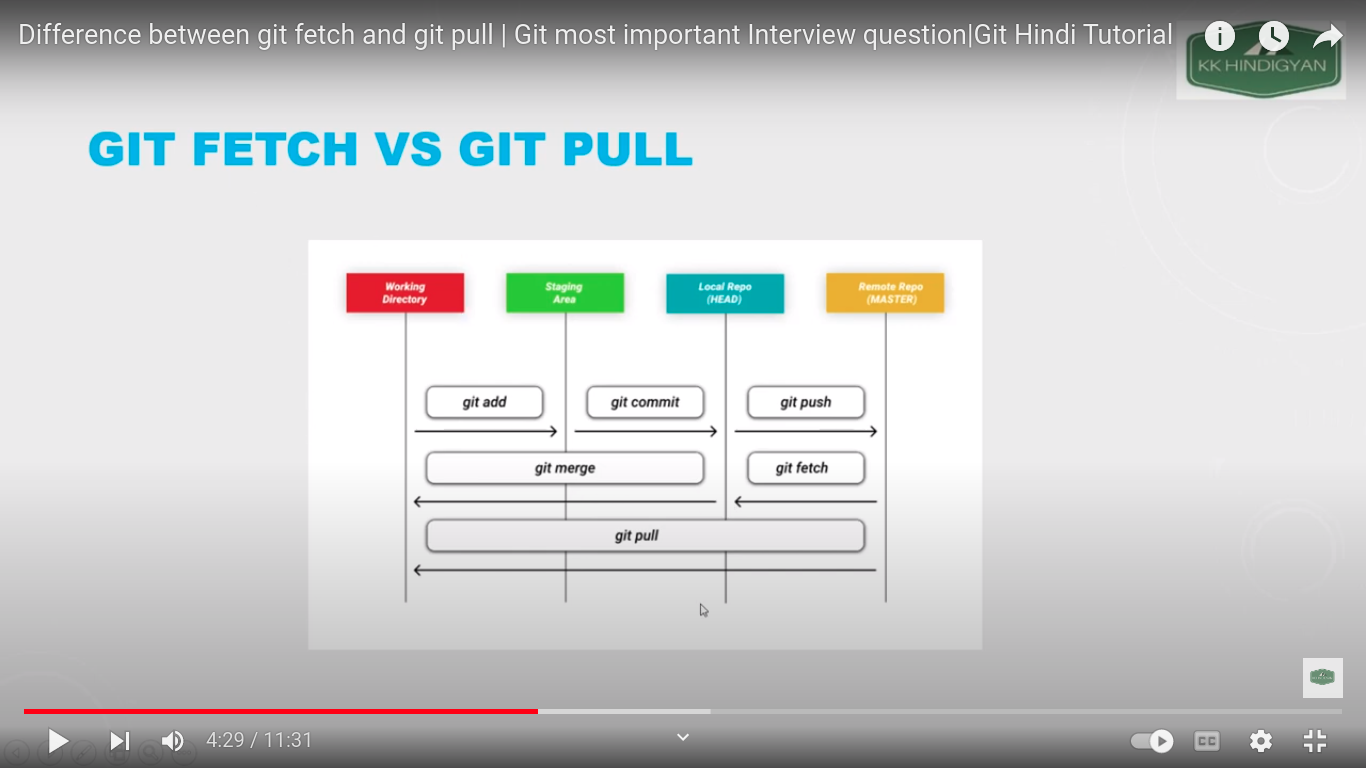 Difference between git fetch and git pull | Git most important Interview question|Git Hindi Tutorial
KK HINDIGYAN
GIT FETCH VS GIT PULL
Working
Directory
Staging
Area
Local Repo
(HEAD)
Remote Repo
(MASTER)
git add
git commit
git push
git merge
git fetch
git pull
4:29 / 11:31
CC